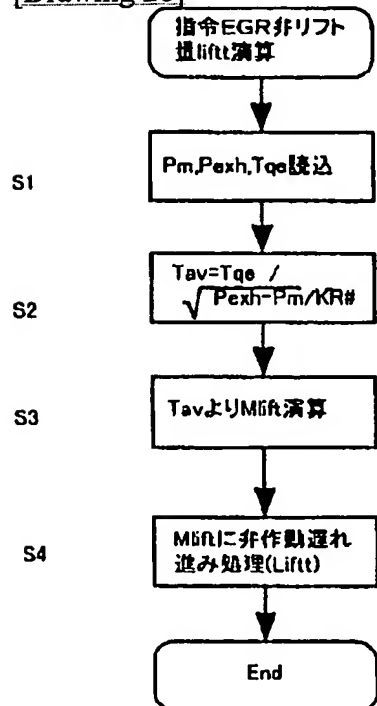 [Drawing
指令EGR弁リフト
量liftt演算
S1
Pm,Pexh,Tqe読込
S2
Tav=Tqe /
√Pexh-Pm/KR#
S3
TavよりMlift演算
S4
Mliftに弁作動遅れ
進み処理(Liftt)
End